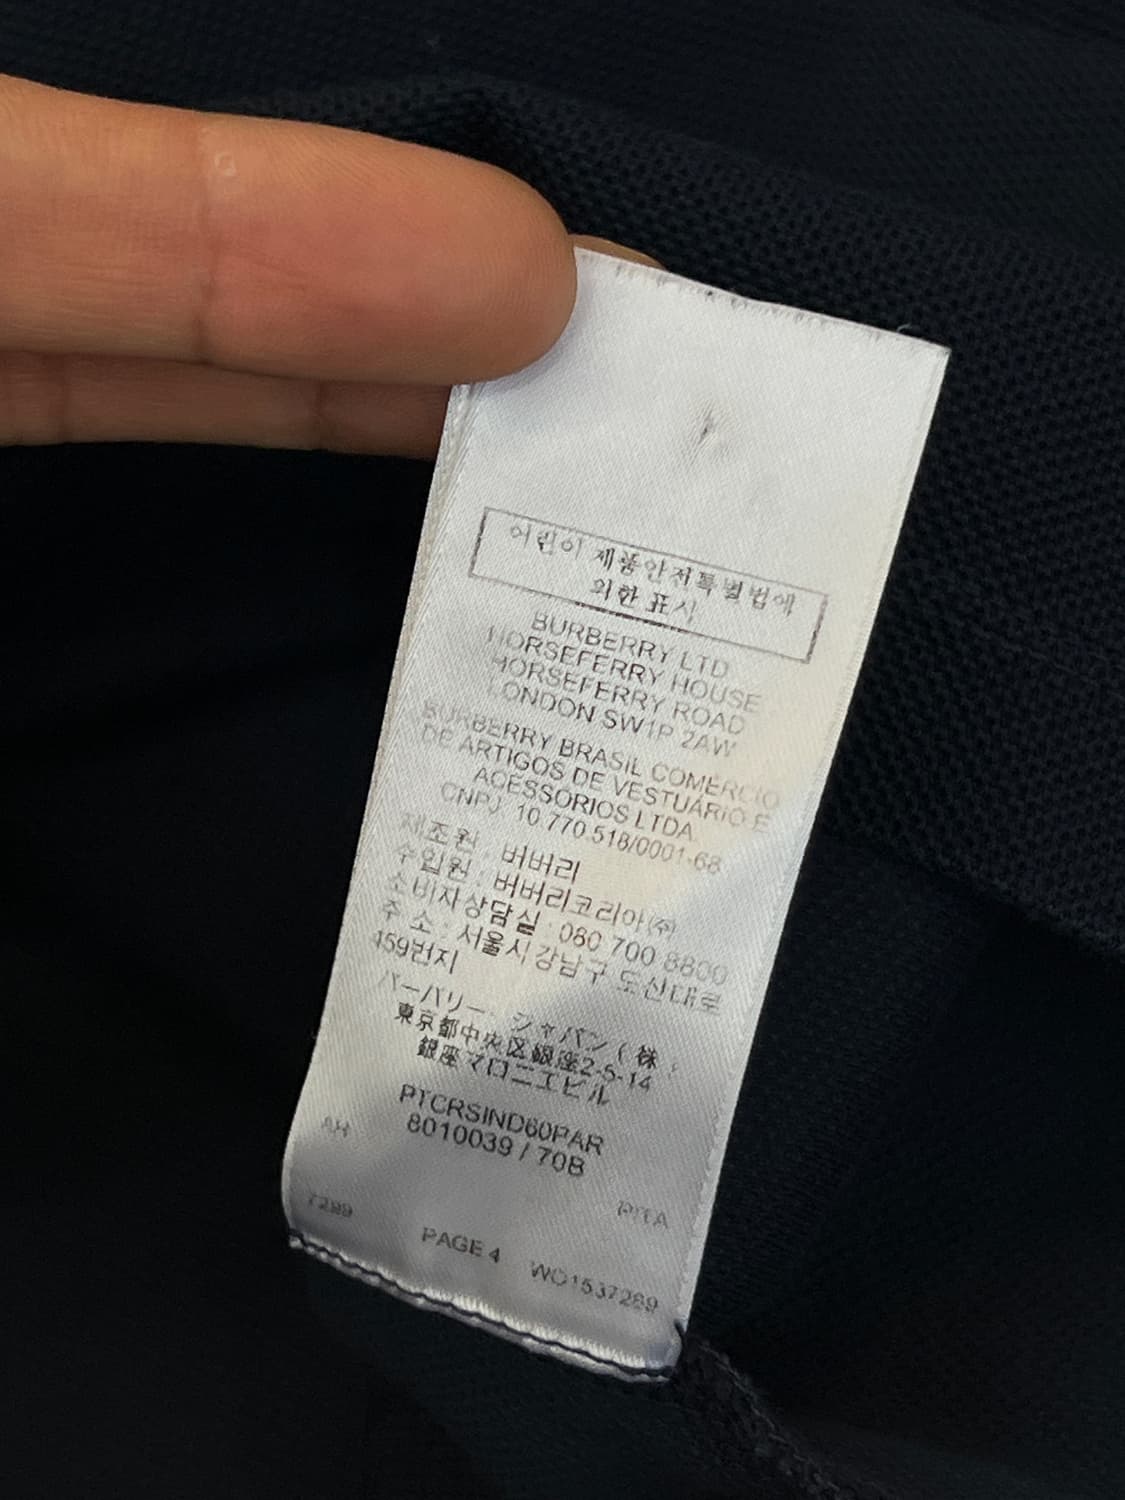 어린이 제품안전특별법에
의한 표시
BURBERRY LTD
HORSEFERRY HOUSE
HORSEFERRY ROAD
LONDON SW1P 2AW
BURBERRY BRASIL COMÉRCIO
DE ARTIGOS DE VESTUÁRIO E
ACESSORIOS LTDA
CNPJ. 10.770.518/0001-68
제조원 : 버버리
수입원 : 버버리코리아(주)
소비자상담실 : 080 700 8800
주 소 : 서울시 강남구 도산대로
459번지
バーバリー・ジャパン(株)
東京都中央区銀座2-5-14
銀座マロニエビル
PTCRSIND60PAR
AH 8010039 / 70B
7299 PITA
PAGE 4 WO1537269